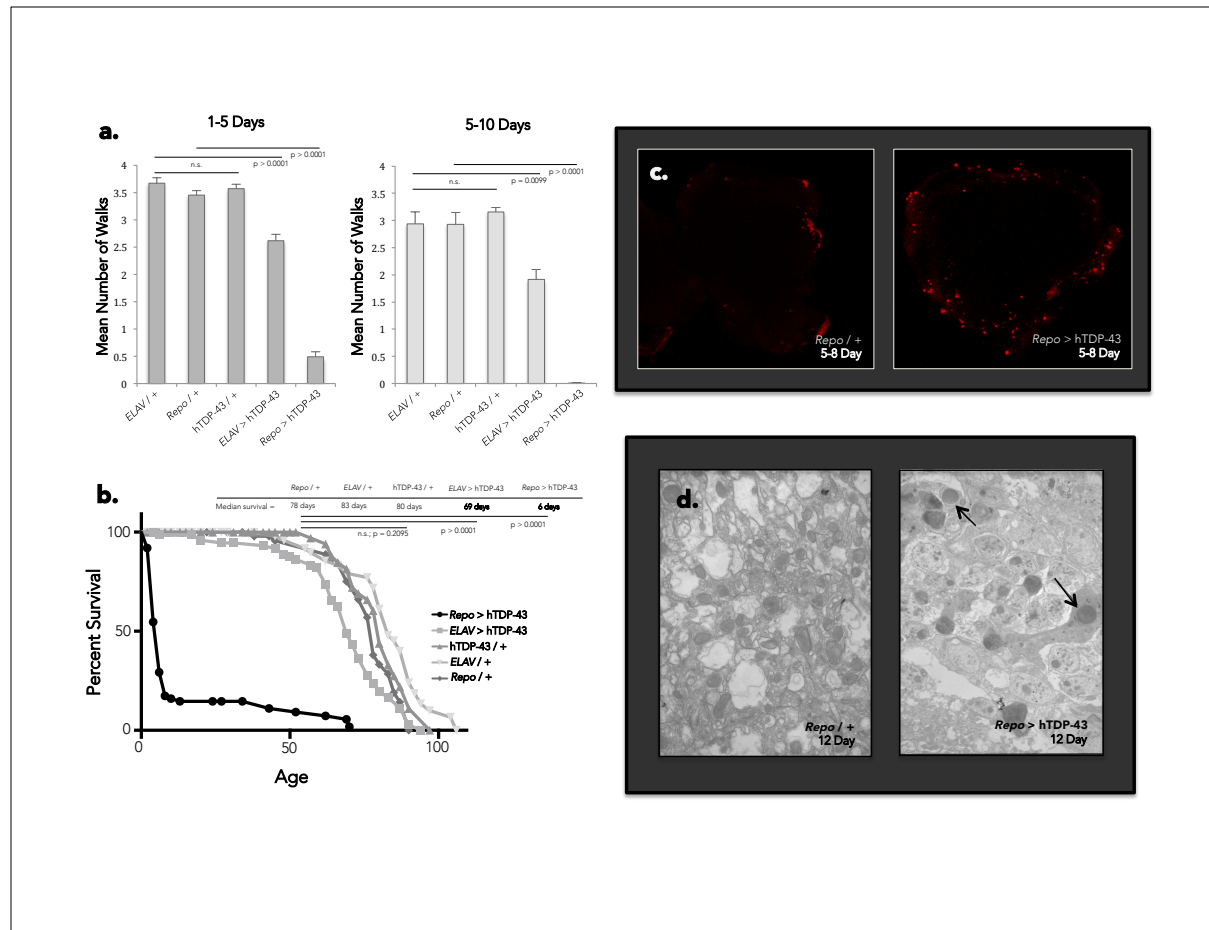 a.
1-5 Days
p > 0.0001
n.s.
p > 0.0001
Mean Number of Walks
4
3.5
3
2.5
2
1.5
1
0.5
0
ELAV / +
Repo / +
hTDP-43 / +
ELAV > hTDP-43
Repo > hTDP-43
5-10 Days
p > 0.0001
n.s.
p = 0.0099
Mean Number of Walks
4
3.5
3
2.5
2
1.5
1
0.5
0
ELAV / +
Repo / +
hTDP-43 / +
ELAV > hTDP-43
Repo > hTDP-43
b.
Repo / + ELAV / + hTDP-43 / + ELAV > hTDP-43 Repo > hTDP-43
Median survival = 78 days 83 days 80 days 69 days 6 days
p > 0.0001
n.s.; p = 0.2095 p > 0.0001
Percent Survival
100
50
0
0 50 100
Age
Repo > hTDP-43
ELAV > hTDP-43
hTDP-43 / +
ELAV / +
Repo / +
c.
Repo / +
5-8 Day
Repo > hTDP-43
5-8 Day
d.
Repo / +
12 Day
Repo > hTDP-43
12 Day